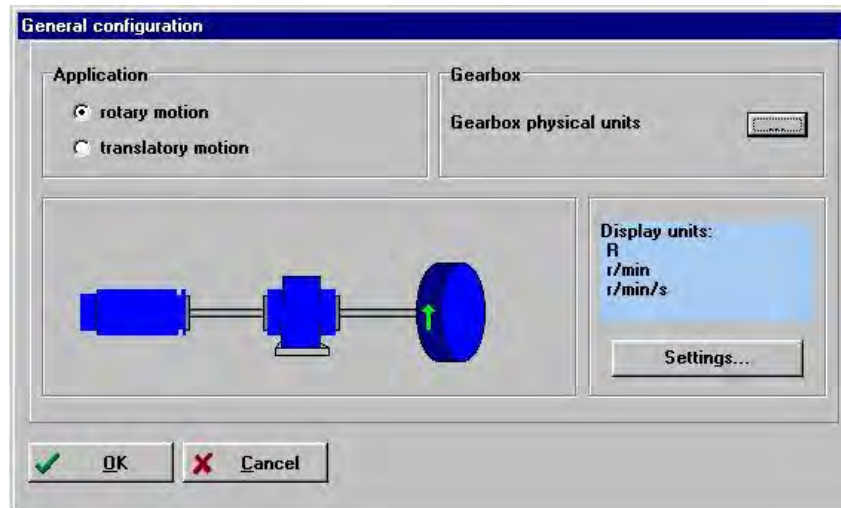 General configuration
Application
rotary motion
translatory motion
Gearbox
Gearbox physical units
...
Display units:
R
r/min
r/min/s
Settings...
OK
Cancel